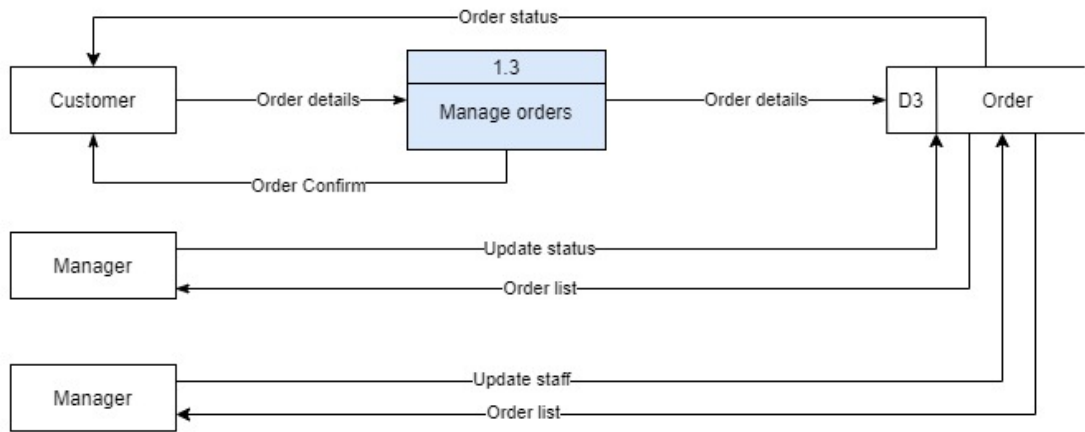 Order status
1.3
Customer
Order details
Manage orders
Order details
D3
Order
Order Confirm
Manager
Update status
Order list
Manager
Update staff
Order list